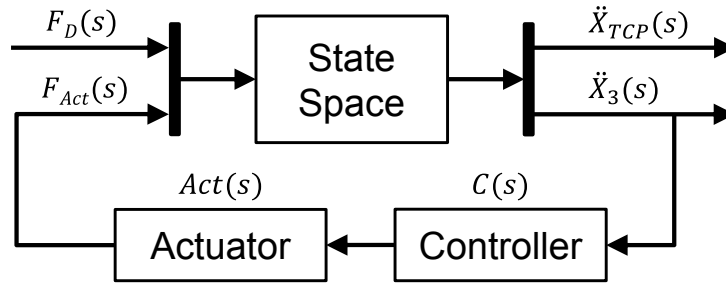 F_D(s)
Ẍ_TCP(s)
State
Space
F_Act(s)
Ẍ_3(s)
Act(s)
C(s)
Actuator
Controller